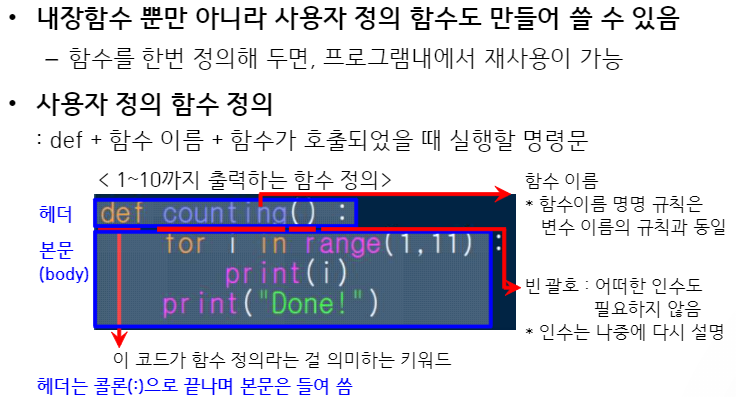 • 내장함수 뿐만 아니라 사용자 정의 함수도 만들어 쓸 수 있음
– 함수를 한번 정의해 두면, 프로그램내에서 재사용이 가능
• 사용자 정의 함수 정의
: def + 함수 이름 + 함수가 호출되었을 때 실행할 명령문
< 1~10까지 출력하는 함수 정의>
헤더
def counting() :
본문
(body)
for i in range(1,11) :
print(i)
print("Done!")
함수 이름
* 함수이름 명명 규칙은
변수 이름의 규칙과 동일
빈 괄호 : 어떠한 인수도
필요하지 않음
* 인수는 나중에 다시 설명
이 코드가 함수 정의라는 걸 의미하는 키워드
헤더는 콜론(:)으로 끝나며 본문은 들여 씀